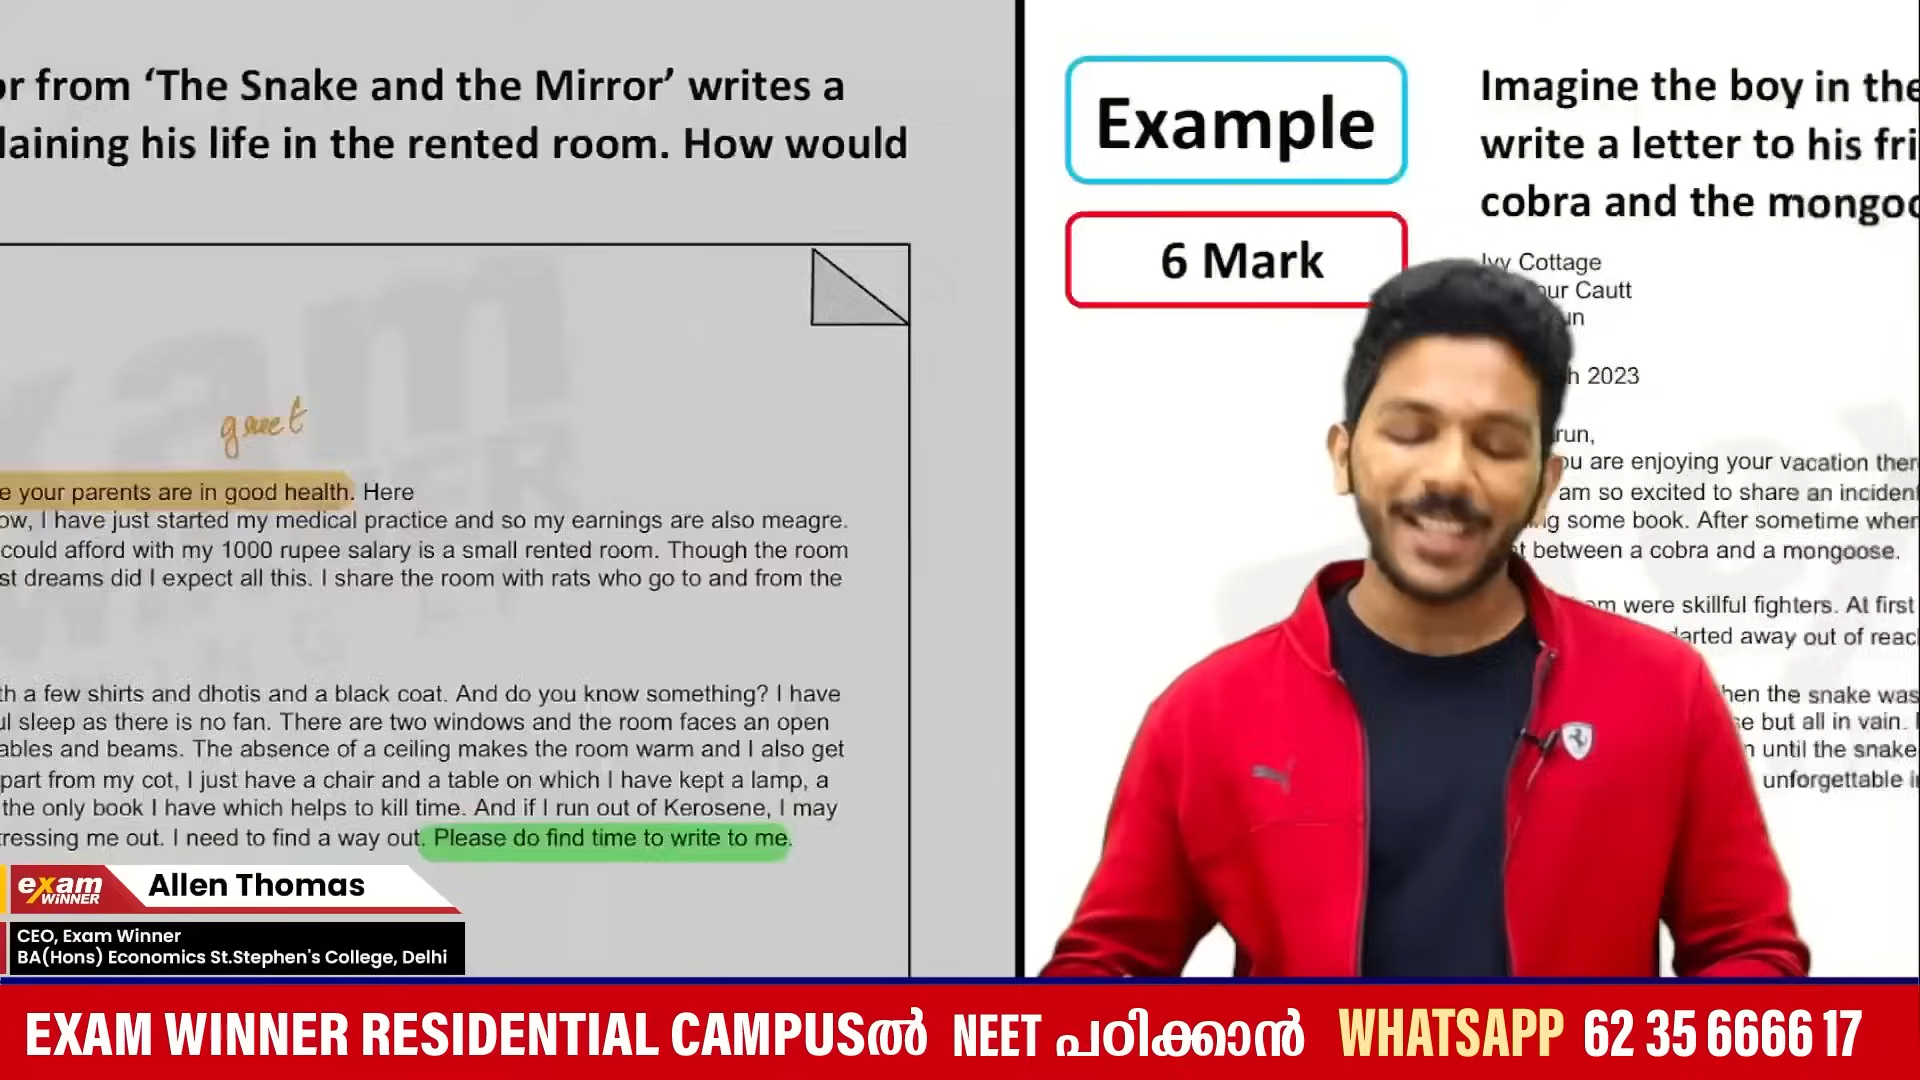 or from ‘The Snake and the Mirror’ writes a
laining his life in the rented room. How would
greet
e your parents are in good health. Here
ow, I have just started my medical practice and so my earnings are also meagre.
could afford with my 1000 rupee salary is a small rented room. Though the room
st dreams did I expect all this. I share the room with rats who go to and from the
th a few shirts and dhotis and a black coat. And do you know something? I have
ul sleep as there is no fan. There are two windows and the room faces an open
ables and beams. The absence of a ceiling makes the room warm and I also get
part from my cot, I just have a chair and a table on which I have kept a lamp, a
the only book I have which helps to kill time. And if I run out of Kerosene, I may
tressing me out. I need to find a way out. Please do find time to write to me.
Example
6 Mark
Imagine the boy in the
write a letter to his fri
cobra and the mongoo
Ivy Cottage
our Cautt
un
h 2023
run,
ou are enjoying your vacation ther
am so excited to share an incident
ng some book. After sometime when
t between a cobra and a mongoose.
em were skillful fighters. At first
darted away out of reac
hen the snake was
se but all in vain.
n until the snake
unforgettable i
exam
WINNER
Allen Thomas
CEO, Exam Winner
BA(Hons) Economics St.Stephen's College, Delhi
EXAM WINNER RESIDENTIAL CAMPUSൽ NEET പഠിക്കാൻ WHATSAPP 62 35 6666 17